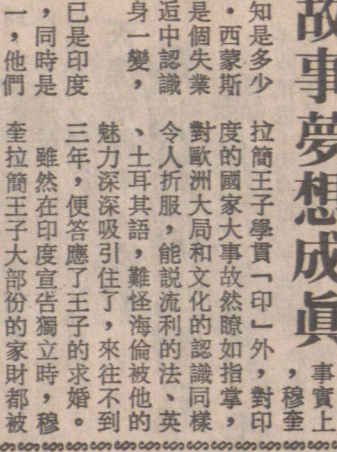 故事夢想成眞
知是多少
。西蒙斯
是個失業
逅中認識
身一變，
已是印度
，同時是
一，他們
事實上
，穆奎
拉簡王子學貫「印」外，對印
度的國家大事故然瞭如指掌，
對歐洲大局和文化的認識同樣
令人折服，能說流利的法、英
、土耳其語，難怪海倫被他的
魅力深深吸引住了，來往不到
三年，便答應了王子的求婚。
雖然在印度宣告獨立時，穆
奎拉簡王子大部份的家財都被